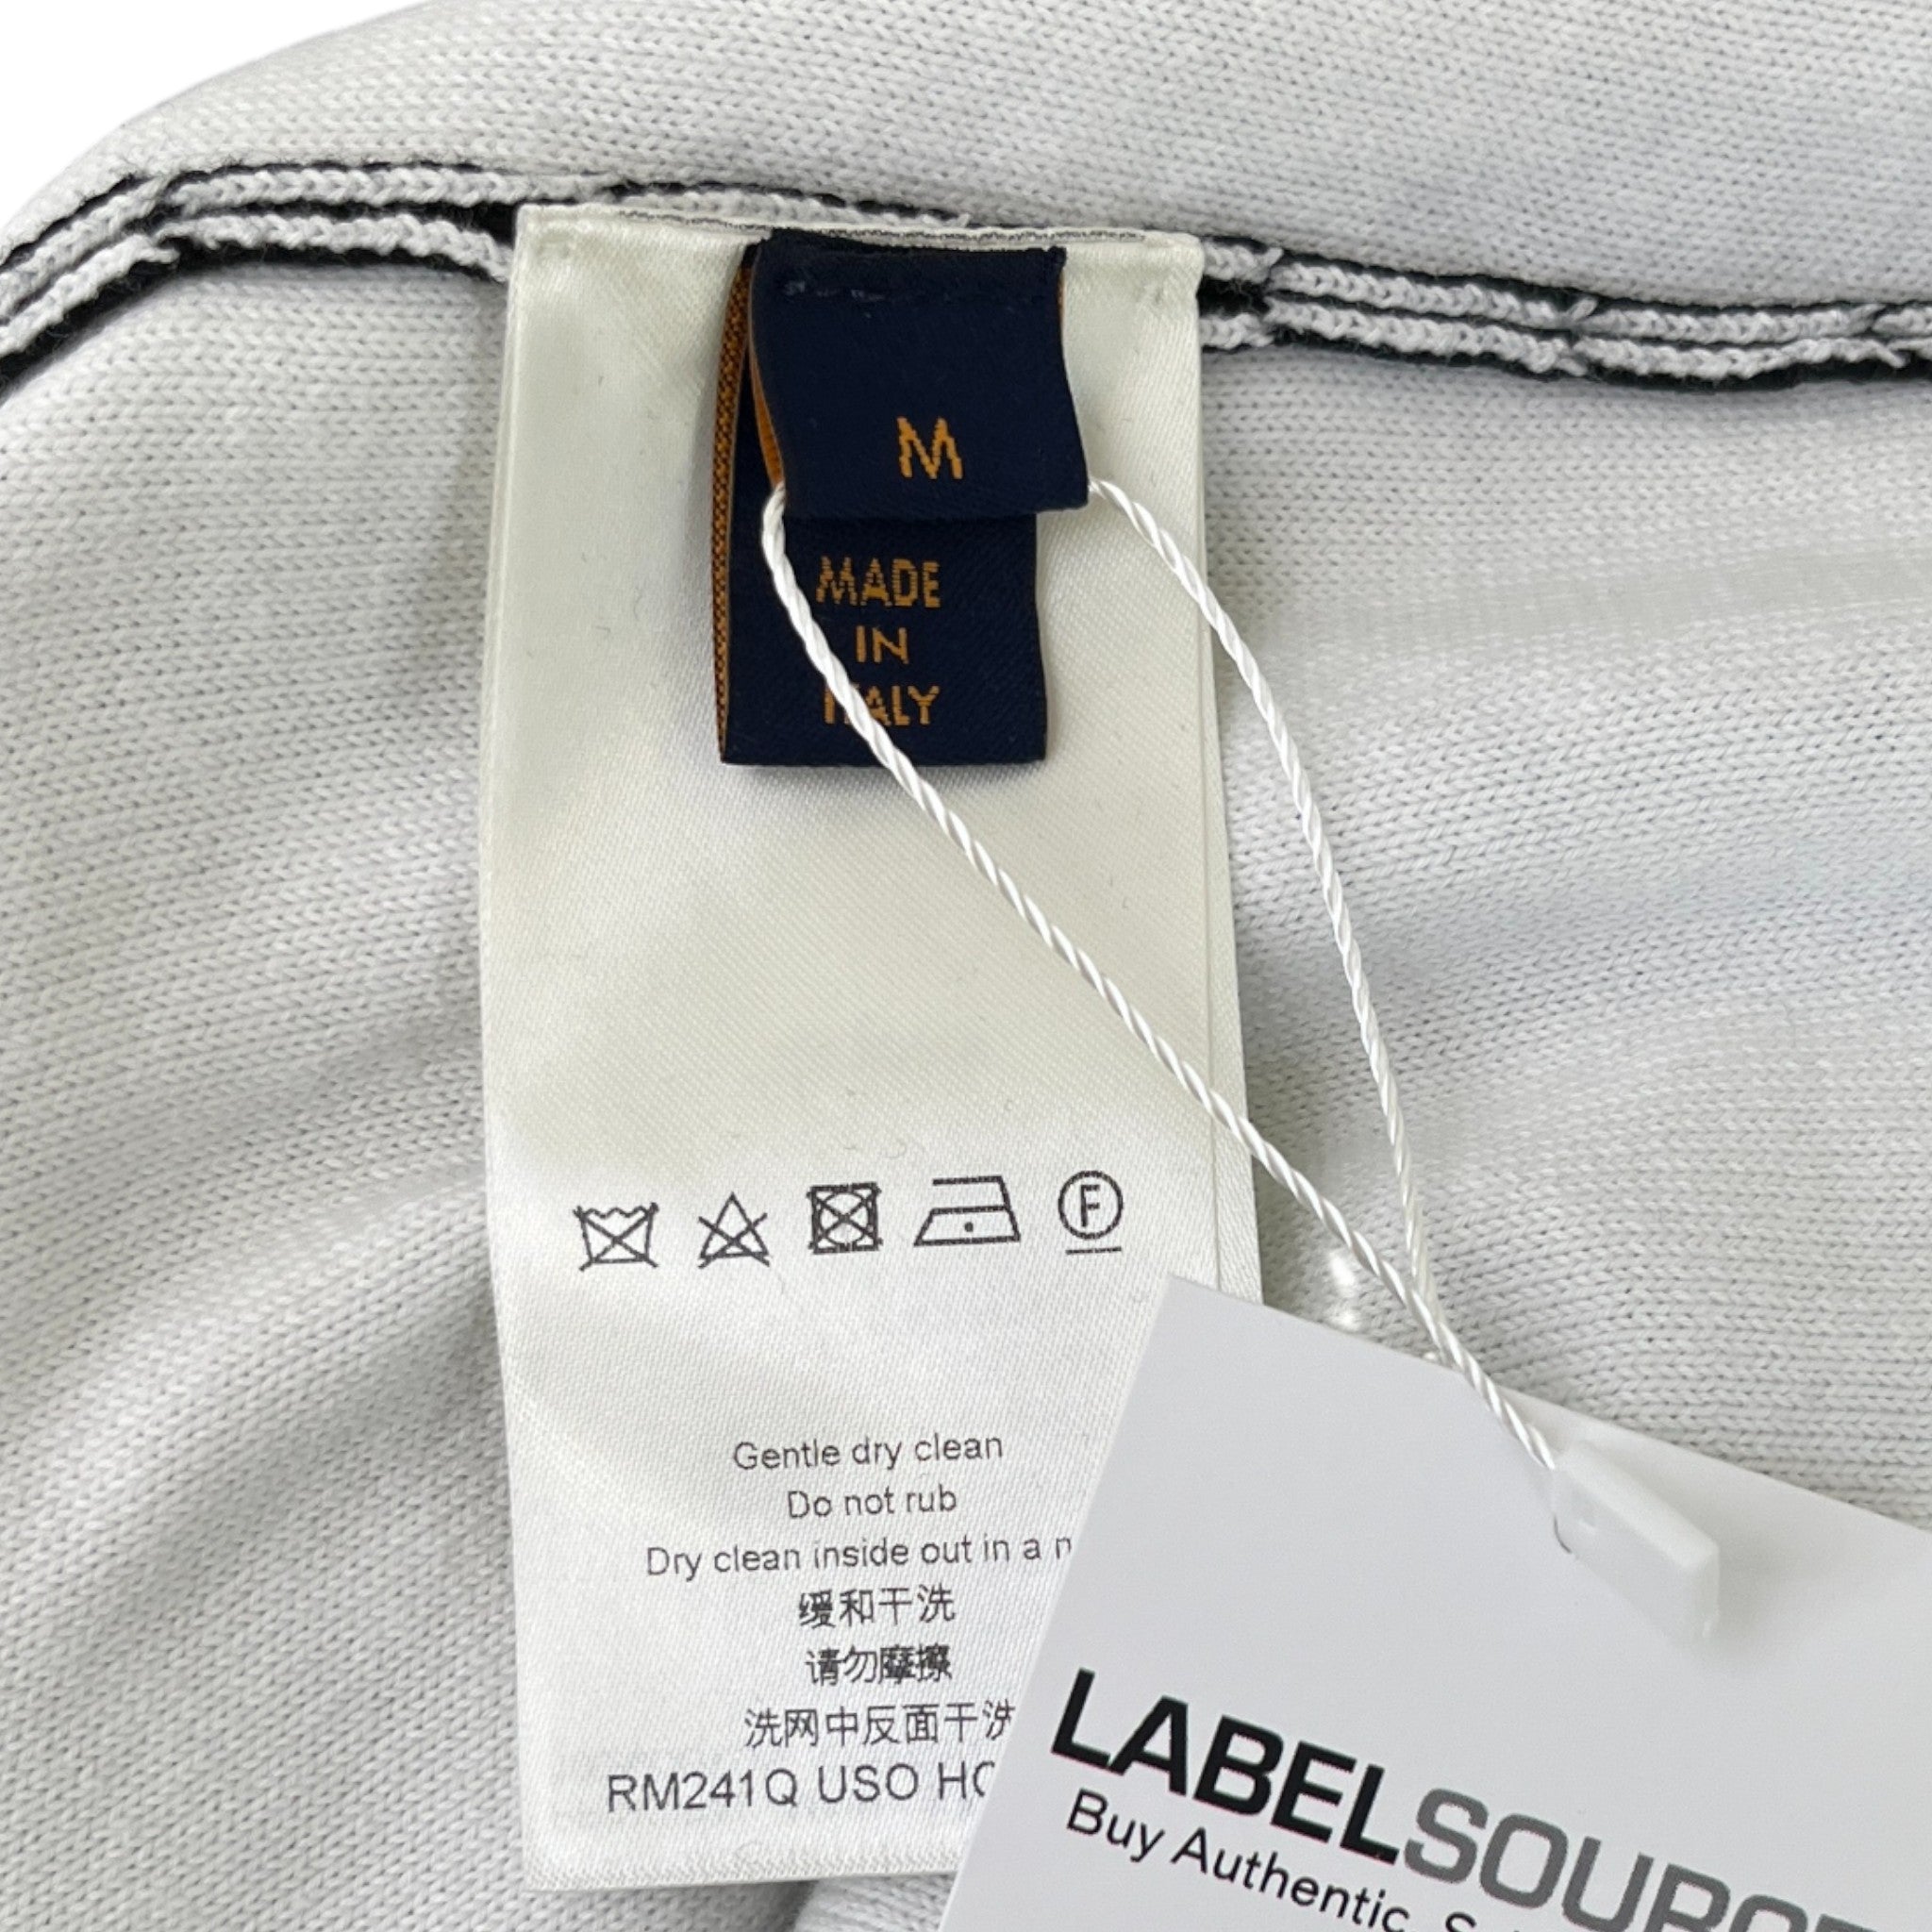 M
MADE
IN
ITALY
F
Gentle dry clean
Do not rub
Dry clean inside out in a
缓和干洗
请勿摩擦
洗网中反面干洗
RM241Q USO
LABELSOURCE
Buy Authentic.